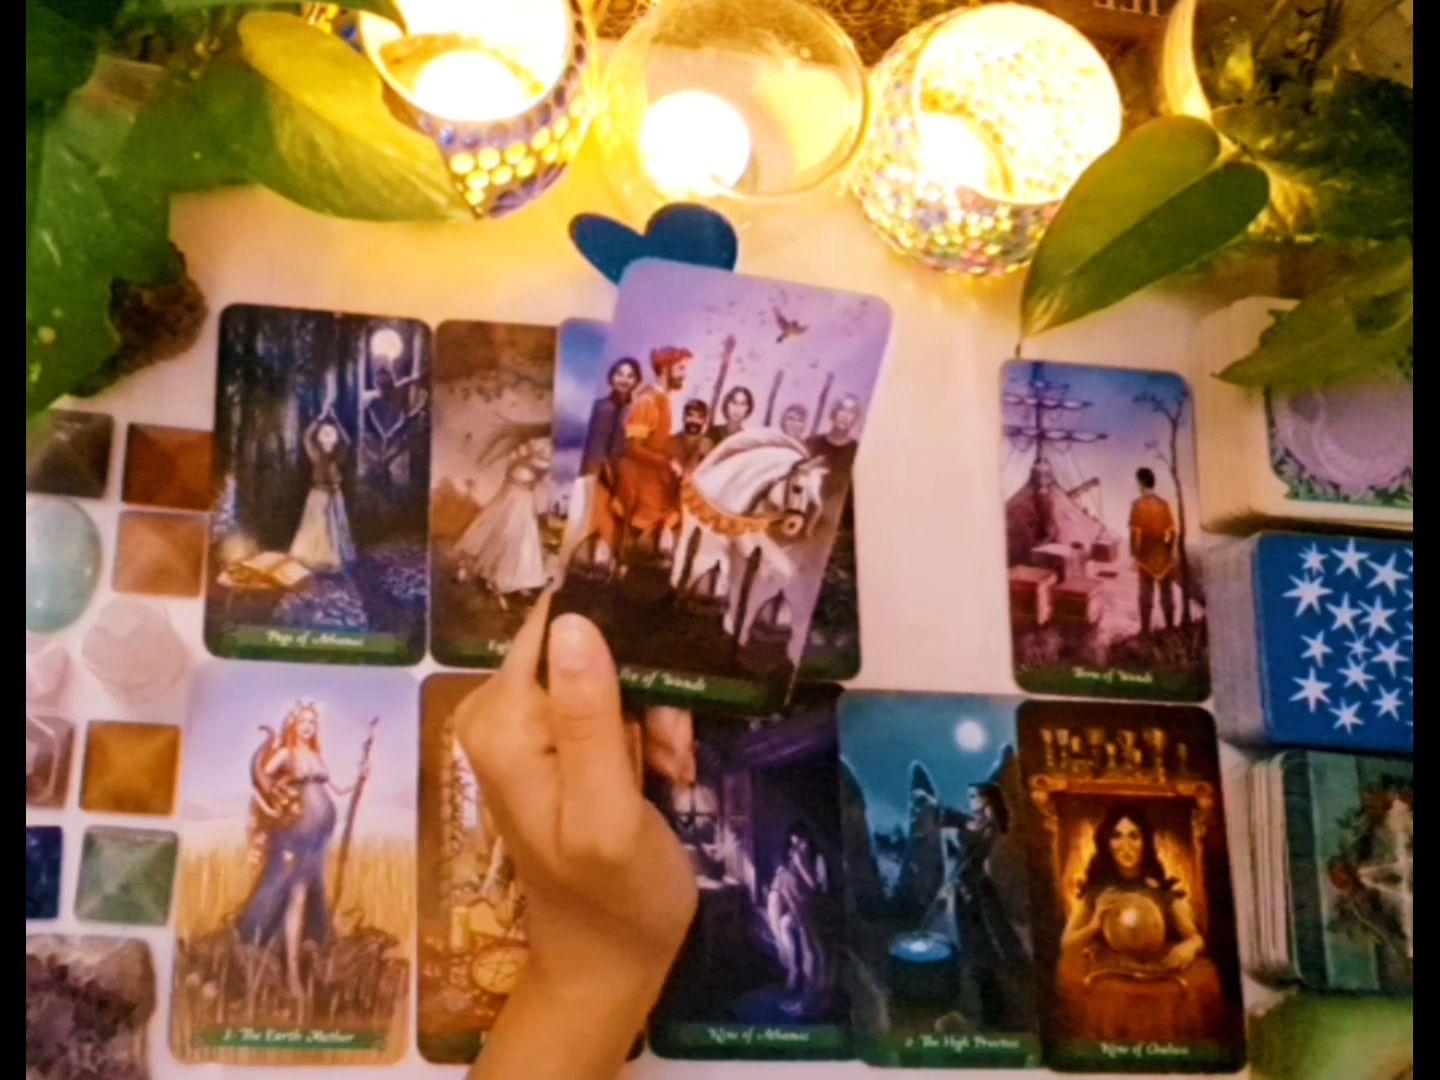 Page of Athames
of Wands
Three of Wands
3 · The Earth Mother
Nine of Athames
2 · The High Priestess
Nine of Chalices